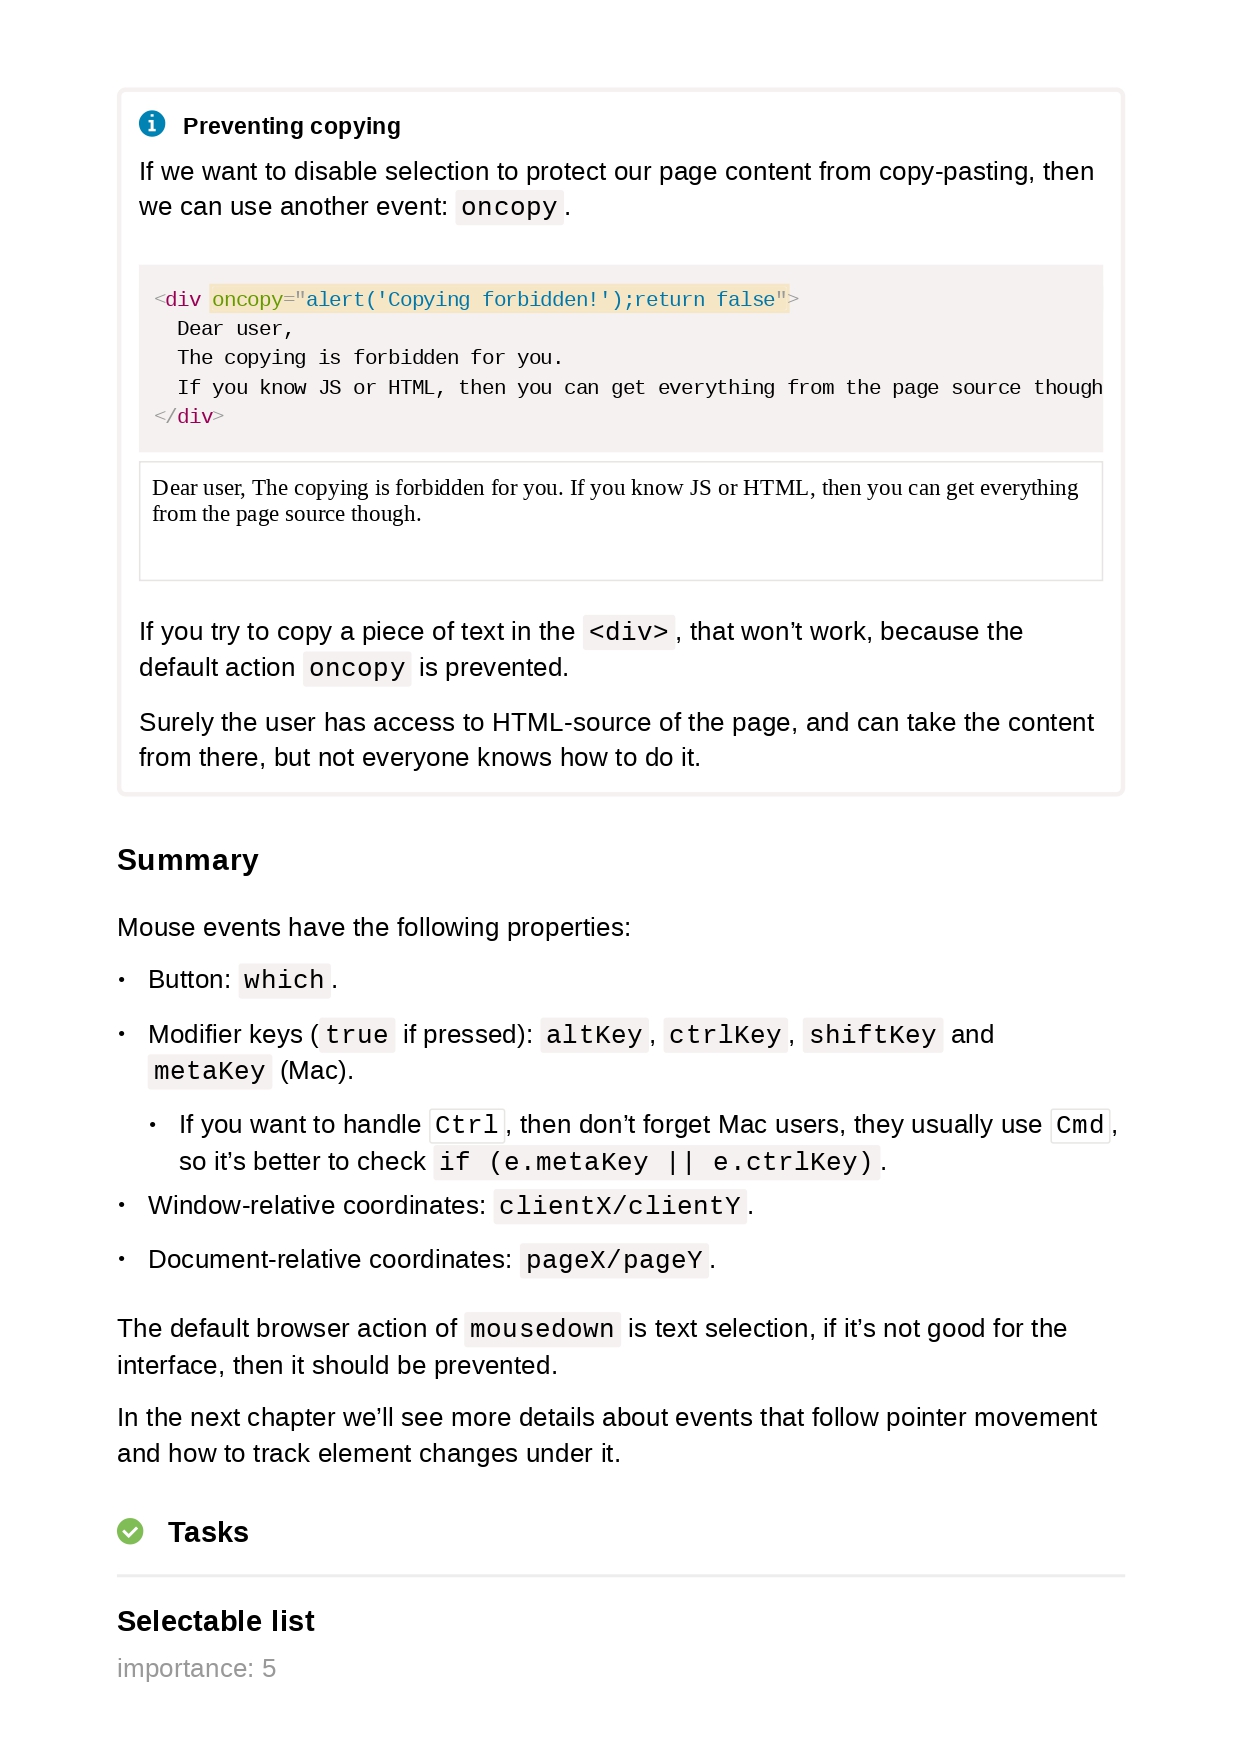 Preventing copying
If we want to disable selection to protect our page content from copy-pasting, then
we can use another event: oncopy.
<div oncopy="alert('Copying forbidden!');return false">
  Dear user,
  The copying is forbidden for you.
  If you know JS or HTML, then you can get everything from the page source though
</div>
Dear user, The copying is forbidden for you. If you know JS or HTML, then you can get everything
from the page source though.
If you try to copy a piece of text in the <div>, that won’t work, because the
default action oncopy is prevented.
Surely the user has access to HTML-source of the page, and can take the content
from there, but not everyone knows how to do it.
Summary
Mouse events have the following properties:
• Button: which.
• Modifier keys (true if pressed): altKey, ctrlKey, shiftKey and
metaKey (Mac).
• If you want to handle Ctrl, then don’t forget Mac users, they usually use Cmd,
so it’s better to check if (e.metaKey || e.ctrlKey).
• Window-relative coordinates: clientX/clientY.
• Document-relative coordinates: pageX/pageY.
The default browser action of mousedown is text selection, if it’s not good for the
interface, then it should be prevented.
In the next chapter we’ll see more details about events that follow pointer movement
and how to track element changes under it.
Tasks
Selectable list
importance: 5